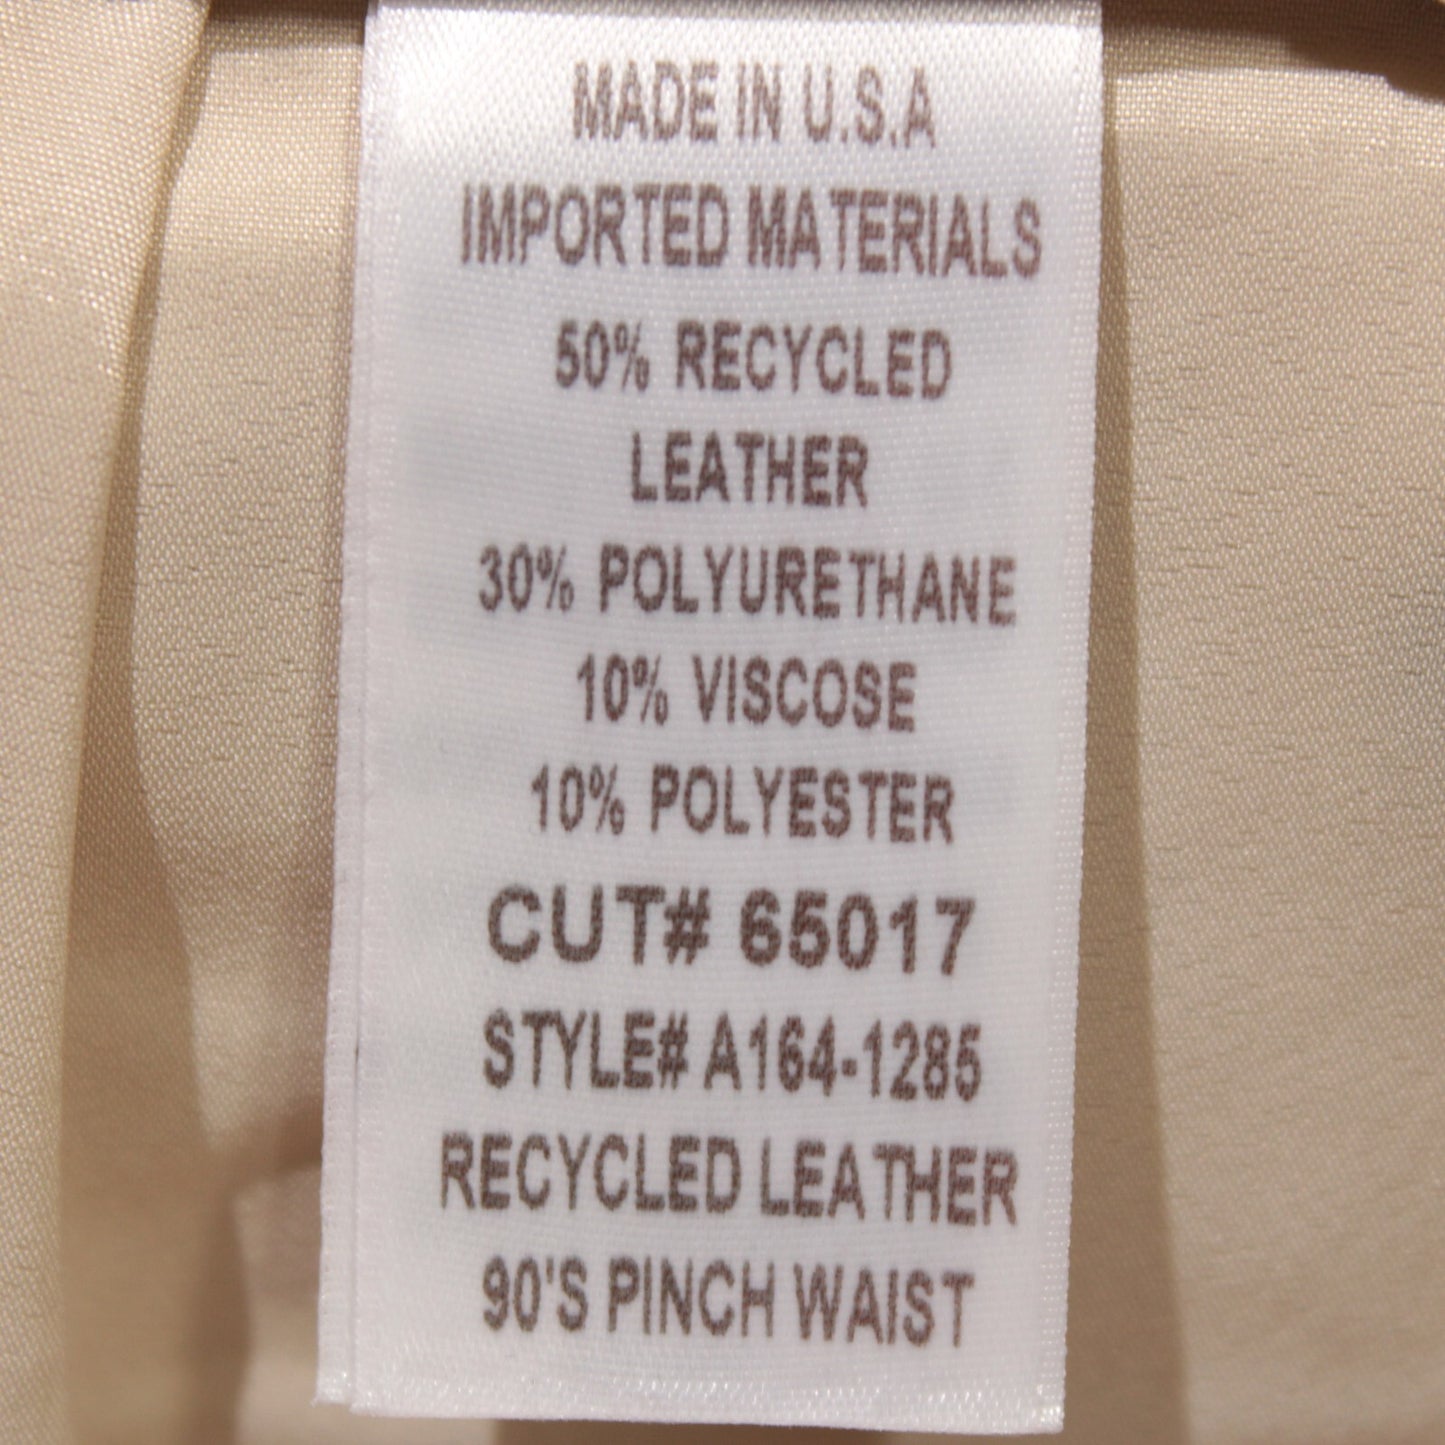 MADE IN U.S.A
IMPORTED MATERIALS
50% RECYCLED
LEATHER
30% POLYURETHANE
10% VISCOSE
10% POLYESTER
CUT# 65017
STYLE# A164-1285
RECYCLED LEATHER
90'S PINCH WAIST